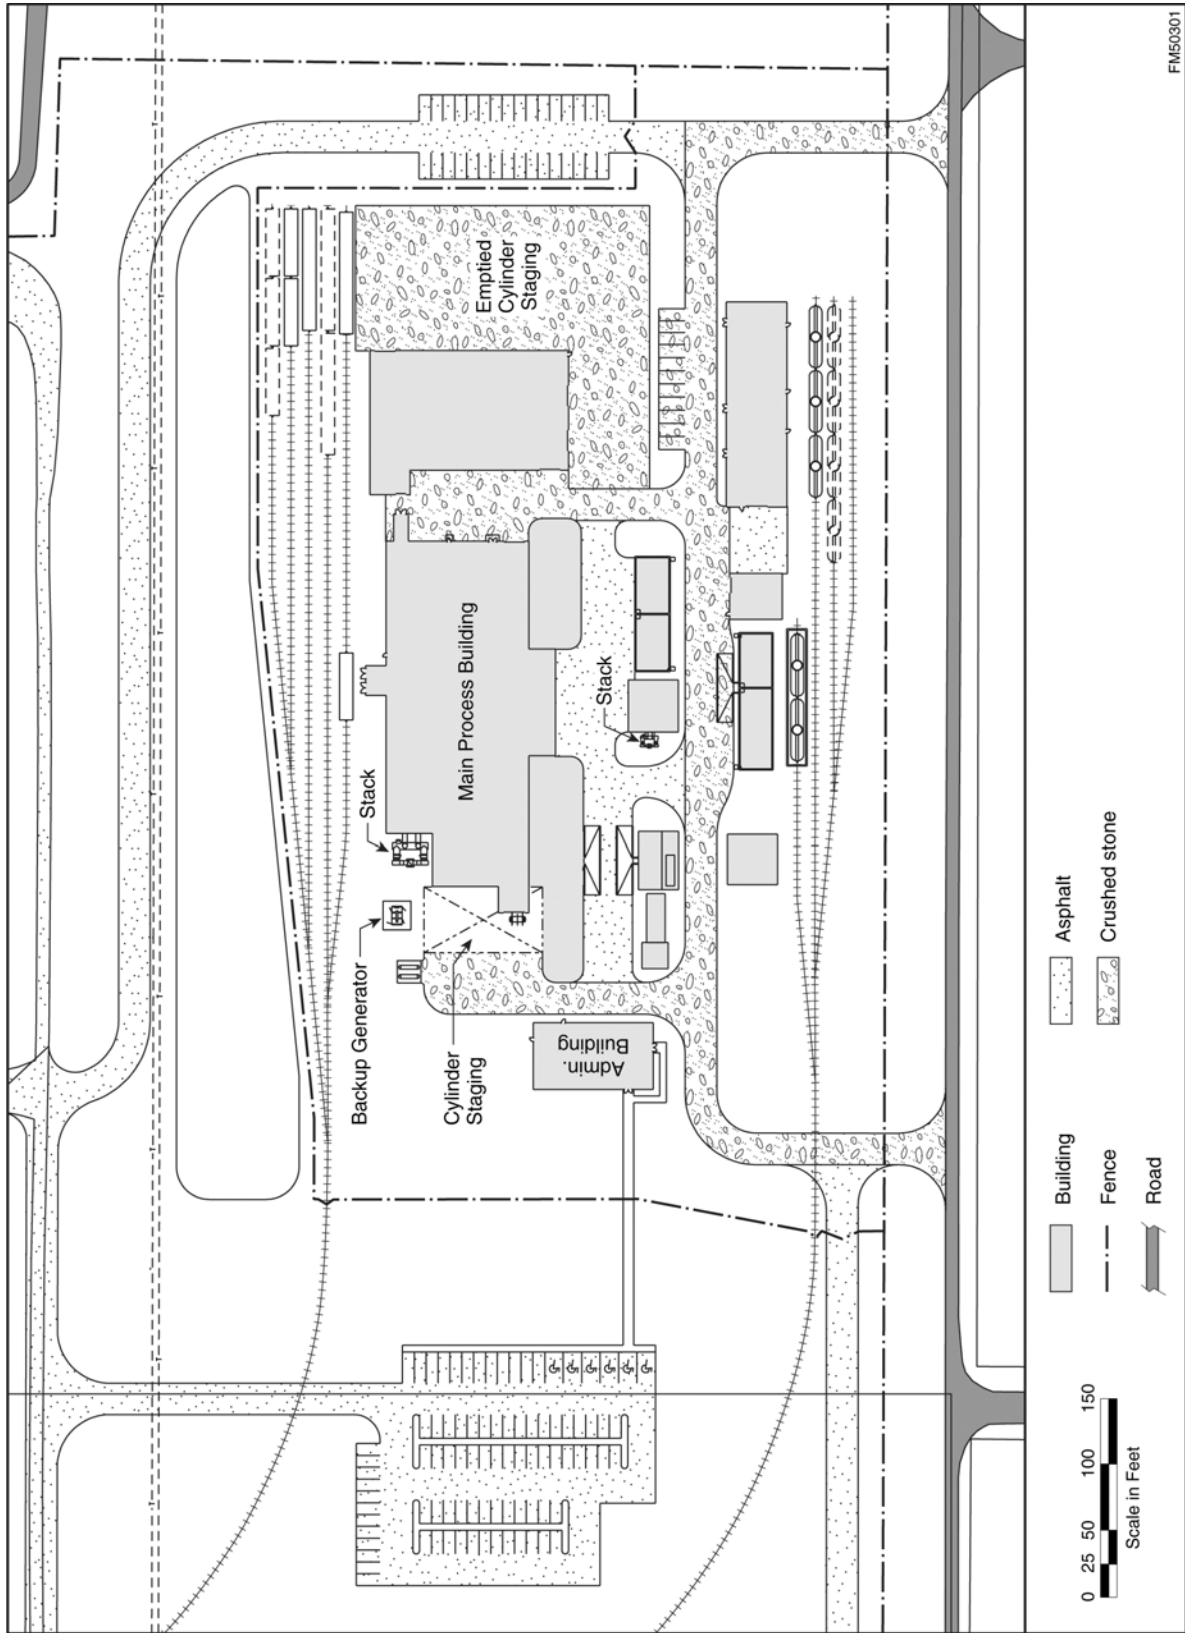 Emptied
Cylinder
Staging
Main Process Building
Stack
Stack
Backup Generator
Cylinder
Staging
Admin.
Building
Building
Fence
Road
Asphalt
Crushed stone
0 25 50 100 150
Scale in Feet
FM50301